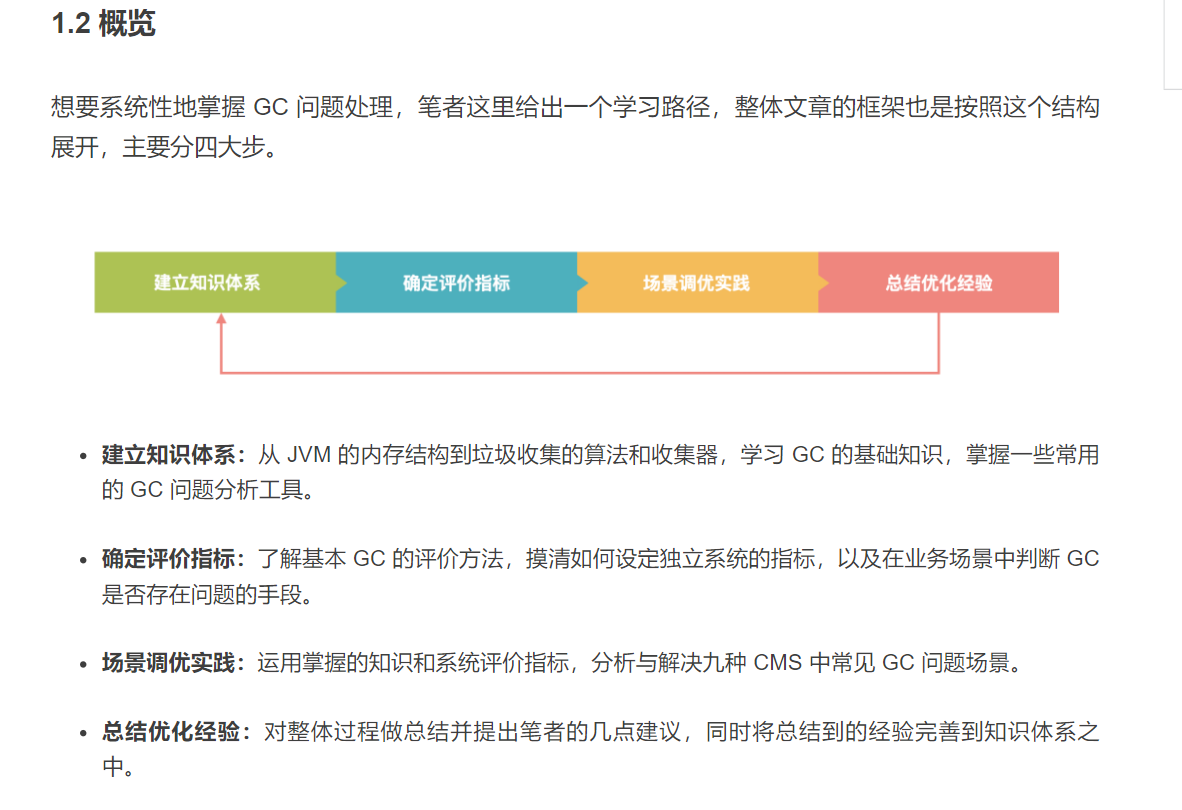 1.2 概览
想要系统性地掌握 GC 问题处理，笔者这里给出一个学习路径，整体文章的框架也是按照这个结构
展开，主要分四大步。
建立知识体系
确定评价指标
场景调优实践
总结优化经验
建立知识体系：从 JVM 的内存结构到垃圾收集的算法和收集器，学习 GC 的基础知识，掌握一些常用
的 GC 问题分析工具。
确定评价指标：了解基本 GC 的评价方法，摸清如何设定独立系统的指标，以及在业务场景中判断 GC
是否存在问题的手段。
场景调优实践：运用掌握的知识和系统评价指标，分析与解决九种 CMS 中常见 GC 问题场景。
总结优化经验：对整体过程做总结并提出笔者的几点建议，同时将总结到的经验完善到知识体系之
中。